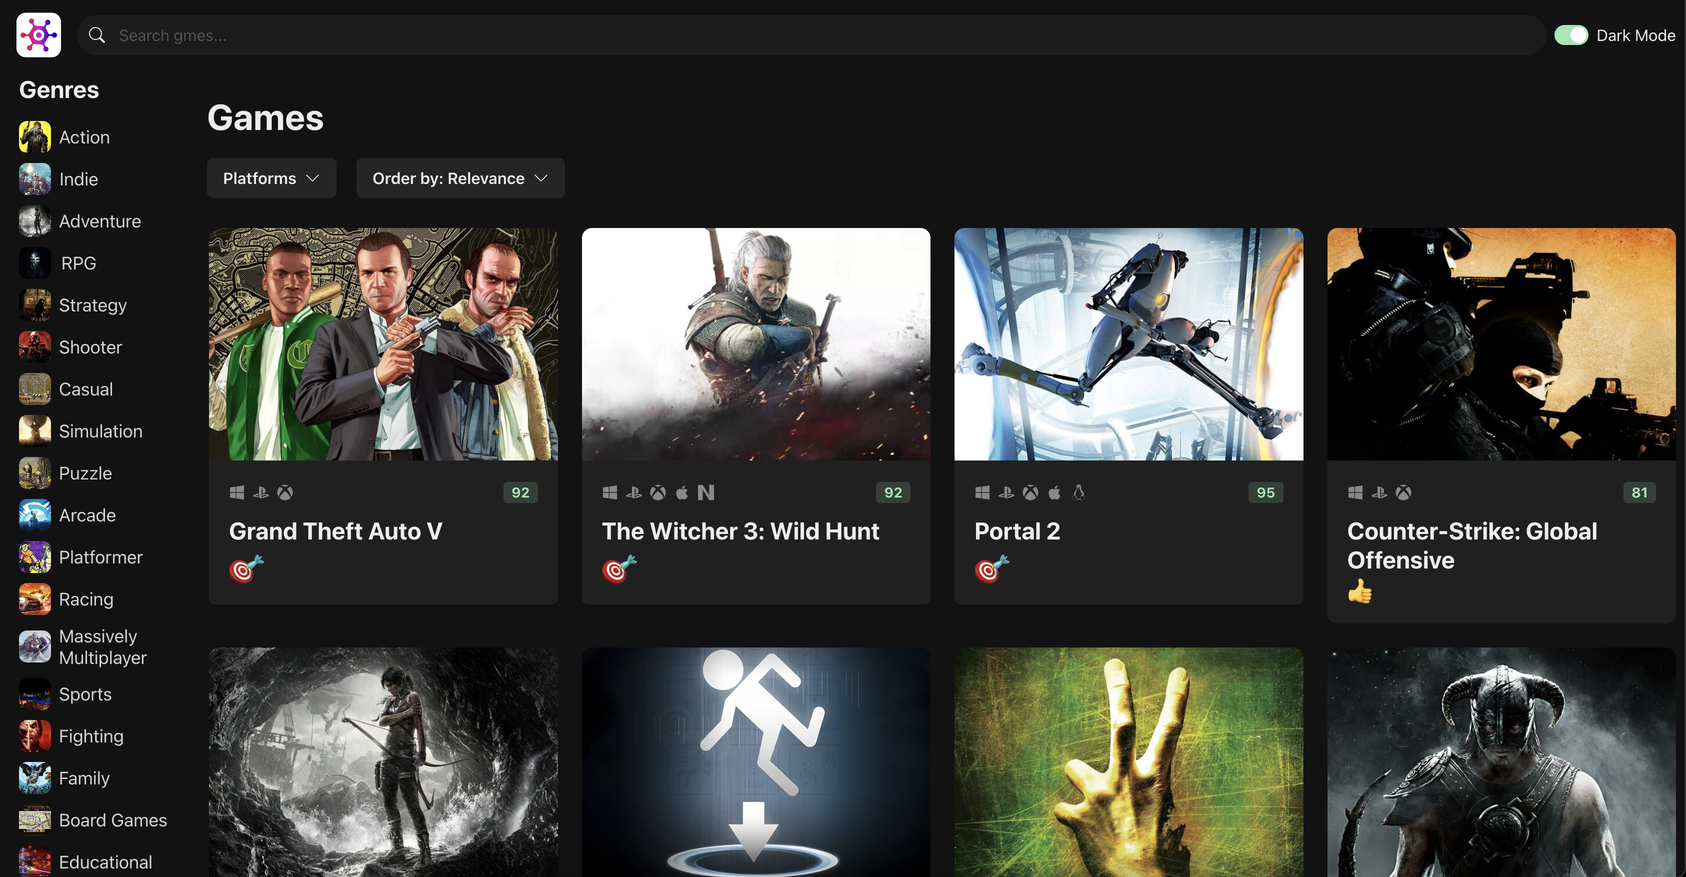 Search gmes...
Dark Mode
Genres
Action
Indie
Adventure
RPG
Strategy
Shooter
Casual
Simulation
Puzzle
Arcade
Platformer
Racing
Massively
Multiplayer
Sports
Fighting
Family
Board Games
Educational
Games
Platforms
Order by: Relevance
92
Grand Theft Auto V
92
The Witcher 3: Wild Hunt
95
Portal 2
81
Counter-Strike: Global
Offensive